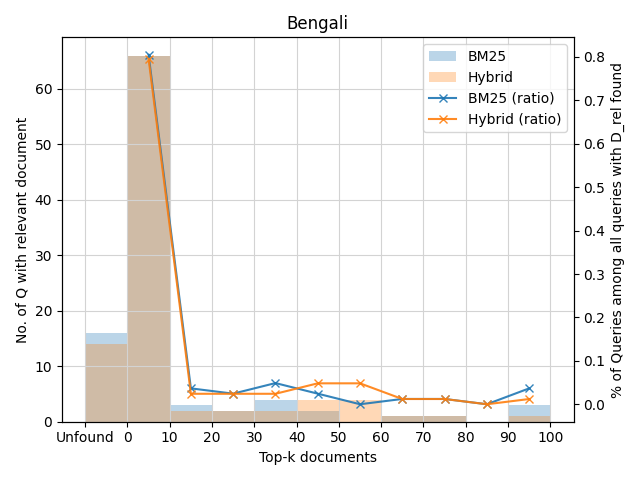 Bengali
BM25
Hybrid
BM25 (ratio)
Hybrid (ratio)
No. of Q with relevant document
0
10
20
30
40
50
60
% of Queries among all queries with D_rel found
0.0
0.1
0.2
0.3
0.4
0.5
0.6
0.7
0.8
Unfound 0 10 20 30 40 50 60 70 80 90 100
Top-k documents